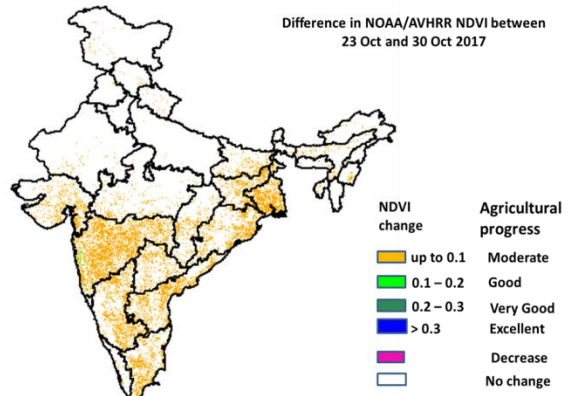 Difference in NOAA/AVHRR NDVI between
23 Oct and 30 Oct 2017
NDVI change
Agricultural progress
up to 0.1 Moderate
0.1 – 0.2 Good
0.2 – 0.3 Very Good
> 0.3 Excellent
Decrease
No change